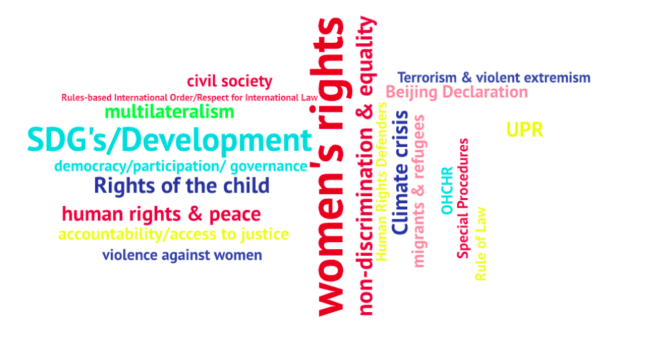 civil society
Rules-based International Order/Respect for International Law
multilateralism
SDG's/Development
democracy/participation/ governance
Rights of the child
human rights & peace
accountability/access to justice
violence against women
women's rights
non-discrimination & equality
Human Rights Defenders
Climate crisis
migrants & refugees
Terrorism & violent extremism
Beijing Declaration
OHCHR
Special Procedures
Rule of Law
UPR